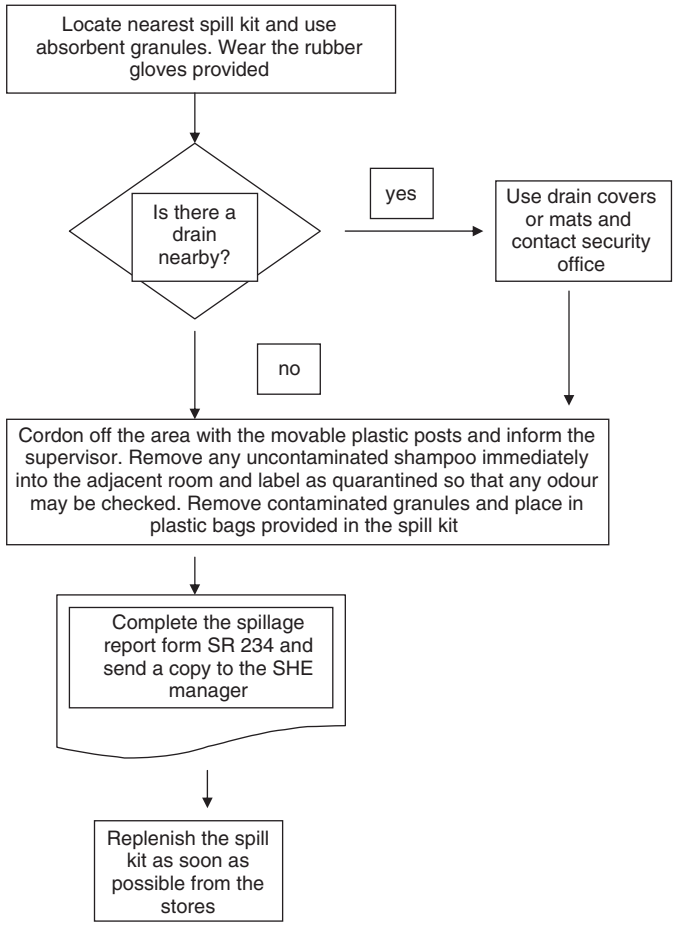 Locate nearest spill kit and use
absorbent granules. Wear the rubber
gloves provided
Is there a
drain
nearby?
yes
Use drain covers
or mats and
contact security
office
no
Cordon off the area with the movable plastic posts and inform the
supervisor. Remove any uncontaminated shampoo immediately
into the adjacent room and label as quarantined so that any odour
may be checked. Remove contaminated granules and place in
plastic bags provided in the spill kit
Complete the spillage
report form SR 234 and
send a copy to the SHE
manager
Replenish the spill
kit as soon as
possible from the
stores